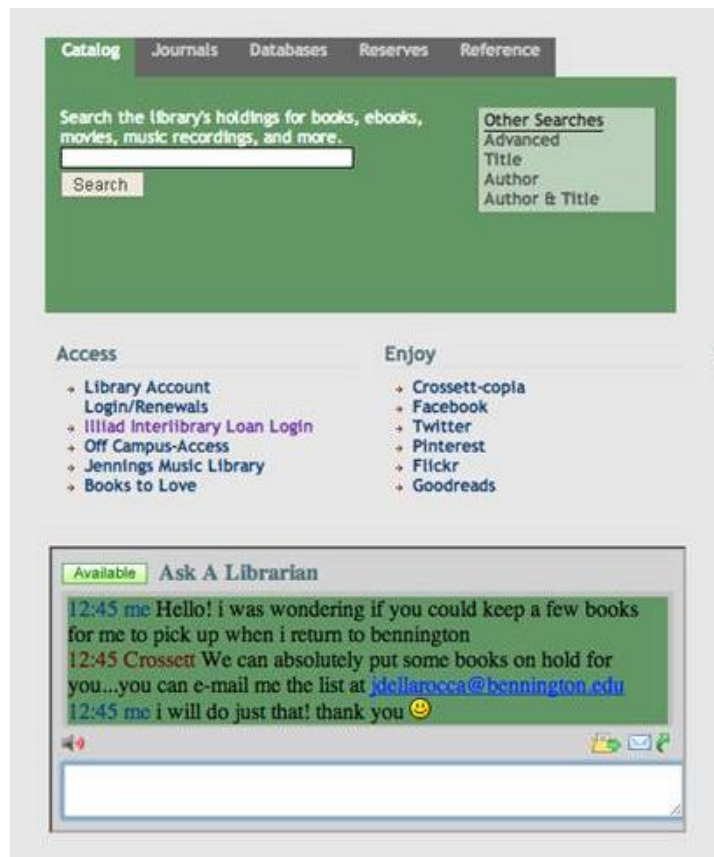 Catalog Journals Databases Reserves Reference
Search the library's holdings for books, ebooks,
movies, music recordings, and more.
Search
Other Searches
Advanced
Title
Author
Author & Title
Access
Library Account
Login/Renewals
Illiad Interlibrary Loan Login
Off Campus-Access
Jennings Music Library
Books to Love
Enjoy
Crossett-copia
Facebook
Twitter
Pinterest
Flickr
Goodreads
Available Ask A Librarian
12:45 me Hello! i was wondering if you could keep a few books
for me to pick up when i return to bennington
12:45 Crossett We can absolutely put some books on hold for
you...you can e-mail me the list at jdellarocca@bennington.edu
12:45 me i will do just that! thank you